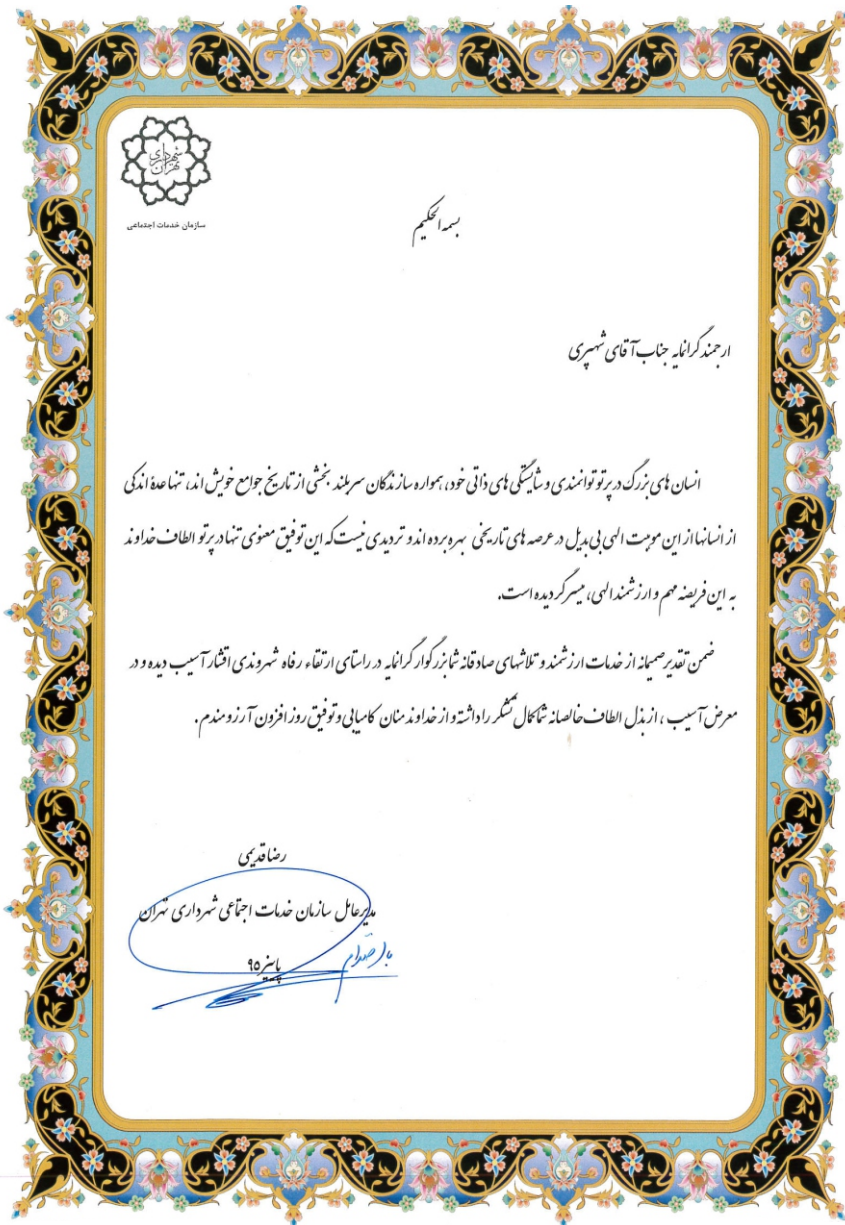 شهرداری تهران
سازمان خدمات اجتماعی
بسمه الحکیم
ارجمند گرانمایه جناب آقای شهپری
انسان های بزرگ در پرتو توانمندی و شایستگی های ذاتی خود، همواره سازندگان سربلند بخشی از تاریخ جوامع خویش اند، تنها عدهٔ اندکی
از انسانها از این موهبت الهی بی بدیل در عرصه های تاریخی بهره برده اند و تردیدی نیست که این توفیق معنوی تنها در پرتو الطاف خداوند
به این فریضه مهم و ارزشمند الهی، میسر گردیده است.
ضمن تقدیر صمیمانه از خدمات ارزشمند و تلاشهای صادقانه شما بزرگوار گرانمایه در راستای ارتقاء رفاه شهروندی اقشار آسیب دیده و در
معرض آسیب، از بذل الطاف خالصانه شما کمال تشکر را داشته و از خداوند منان کامیابی و توفیق روز افزون آرزومندم.
رضا قدیمی
مدیرعامل سازمان خدمات اجتماعی شهرداری تهران
با احترام
پاییز ۹۵